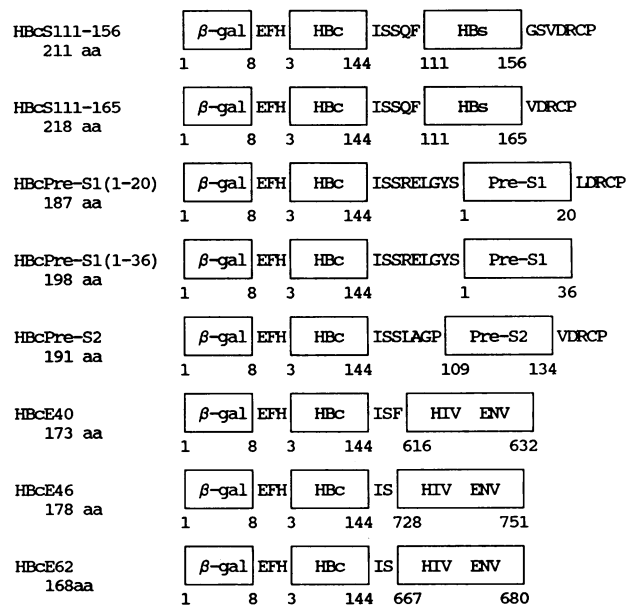 HBcS111-156 β-gal EFH HBc ISSQF HBs GSVDRCP
211 aa
1 8 3 144 111 156
HBcS111-165 β-gal EFH HBc ISSQF HBs VDRCP
218 aa
1 8 3 144 111 165
HBcPre-S1(1-20) β-gal EFH HBc ISSRELGYS Pre-S1 LDRCP
187 aa
1 8 3 144 1 20
HBcPre-S1(1-36) β-gal EFH HBc ISSRELGYS Pre-S1
198 aa
1 8 3 144 1 36
HBcPre-S2 β-gal EFH HBc ISSLAGP Pre-S2 VDRCP
191 aa
1 8 3 144 109 134
HBcE40 β-gal EFH HBc ISF HIV ENV
173 aa
1 8 3 144 616 632
HBcE46 β-gal EFH HBc IS HIV ENV
178 aa
1 8 3 144 728 751
HBcE62 β-gal EFH HBc IS HIV ENV
168aa
1 8 3 144 667 680